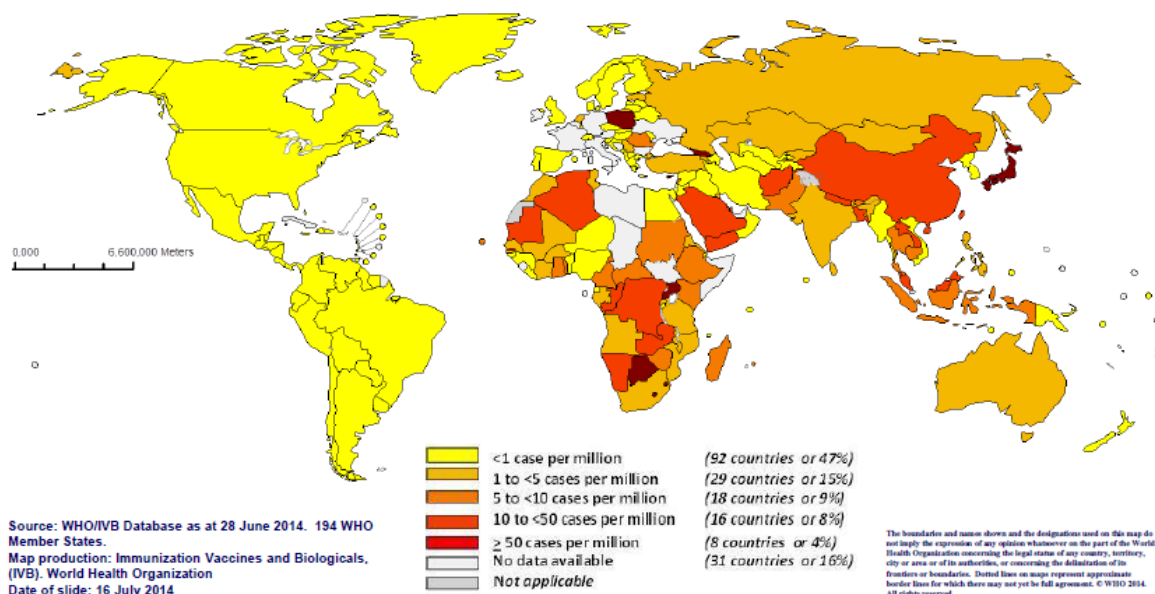 0,000 6,600,000 Meters
<1 case per million (92 countries or 47%)
1 to <5 cases per million (29 countries or 15%)
5 to <10 cases per million (18 countries or 9%)
10 to <50 cases per million (16 countries or 8%)
≥ 50 cases per million (8 countries or 4%)
No data available (31 countries or 16%)
Not applicable
Source: WHO/IVB Database as at 28 June 2014. 194 WHO
Member States.
Map production: Immunization Vaccines and Biologicals,
(IVB). World Health Organization
Date of slide: 16 July 2014
The boundaries and names shown and the designations used on this map do
not imply the expression of any opinion whatsoever on the part of the World
Health Organization concerning the legal status of any country, territory,
city or area or of its authorities, or concerning the delimitation of its
frontiers or boundaries. Dotted lines on maps represent approximate
border lines for which there may not yet be full agreement. © WHO 2014.
All rights reserved